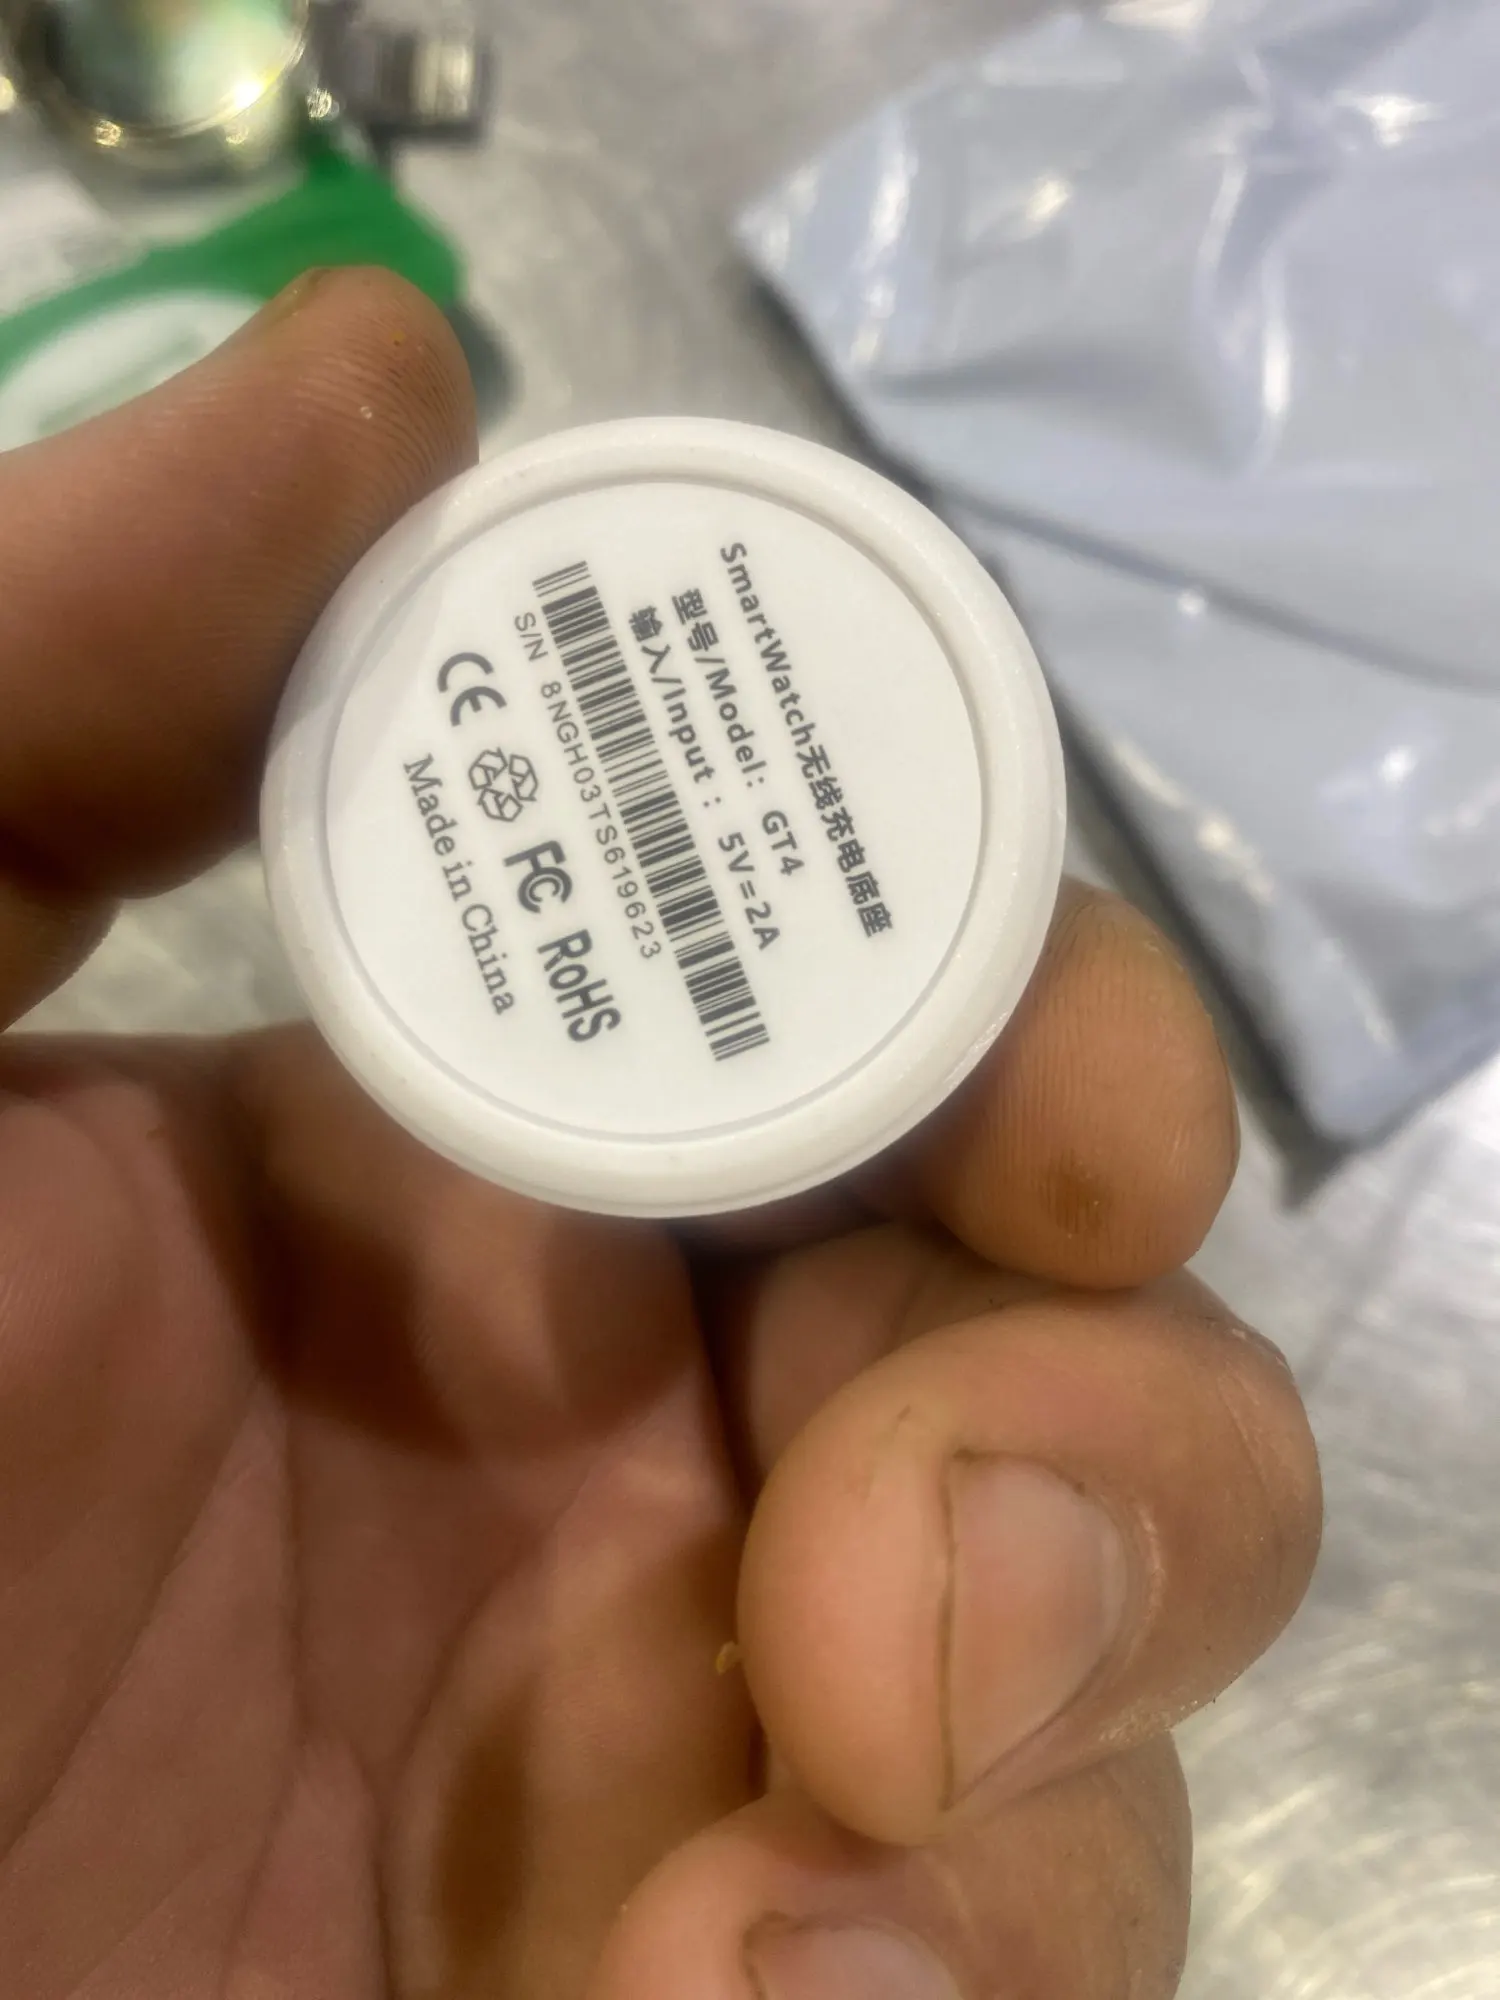 SmartWatch无线充电底座
型号/Model: GT4
输入/Input : 5V=2A
S/N 8NGH03TS619623
CE FC RoHS
Made in China